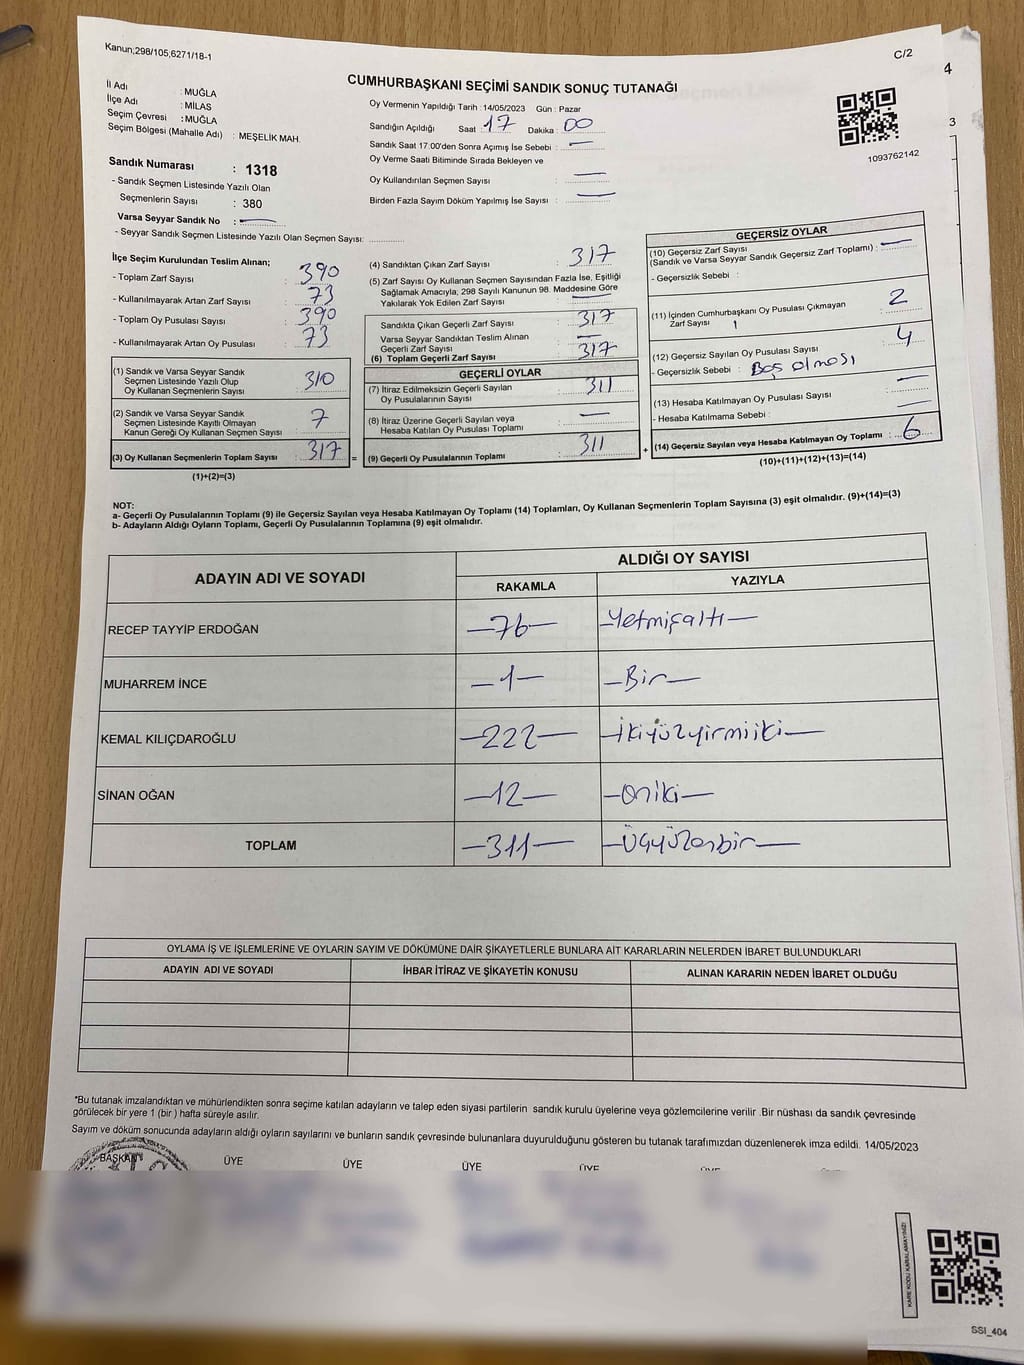 Kanun;298/105,6271/18-1
C/2
4
3
CUMHURBAŞKANI SEÇİMİ SANDIK SONUÇ TUTANAĞI
İl Adı : MUĞLA
İlçe Adı : MİLAS
Seçim Çevresi : MUĞLA
Seçim Bölgesi (Mahalle Adı) : MEŞELİK MAH.
Sandık Numarası : 1318
- Sandık Seçmen Listesinde Yazılı Olan
Seçmenlerin Sayısı : 380
Varsa Seyyar Sandık No : —
- Seyyar Sandık Seçmen Listesinde Yazılı Olan Seçmen Sayısı: ............
Oy Vermenin Yapıldığı Tarih : 14/05/2023 Gün : Pazar
Sandığın Açıldığı Saat : 17 Dakika : 00
Sandık Saat 17:00'den Sonra Açımış İse Sebebi : —
Oy Verme Saati Bitiminde Sırada Bekleyen ve
Oy Kullandırılan Seçmen Sayısı : —
Birden Fazla Sayım Döküm Yapılmış İse Sayısı : —
1093762142
İlçe Seçim Kurulundan Teslim Alınan;
- Toplam Zarf Sayısı : 390
- Kullanılmayarak Artan Zarf Sayısı : 73
- Toplam Oy Pusulası Sayısı : 390
- Kullanılmayarak Artan Oy Pusulası : 73
(1) Sandık ve Varsa Seyyar Sandık
Seçmen Listesinde Yazılı Olup
Oy Kullanan Seçmenlerin Sayısı : 310
(2) Sandık ve Varsa Seyyar Sandık
Seçmen Listesinde Kayıtlı Olmayan
Kanun Gereği Oy Kullanan Seçmen Sayısı : 7
(3) Oy Kullanan Seçmenlerin Toplam Sayısı : 317 =
(1)+(2)=(3)
(4) Sandıktan Çıkan Zarf Sayısı : 317
(5) Zarf Sayısı Oy Kullanan Seçmen Sayısından Fazla İse, Eşitliği
Sağlamak Amacıyla; 298 Sayılı Kanunun 98. Maddesine Göre
Yakılarak Yok Edilen Zarf Sayısı : —
Sandıkta Çıkan Geçerli Zarf Sayısı : 317
Varsa Seyyar Sandıktan Teslim Alınan
Geçerli Zarf Sayısı : —
(6) Toplam Geçerli Zarf Sayısı : 317
GEÇERLİ OYLAR
(7) İtiraz Edilmeksizin Geçerli Sayılan
Oy Pusulalarının Sayısı : 311
(8) İtiraz Üzerine Geçerli Sayılan veya
Hesaba Katılan Oy Pusulası Toplamı : —
(9) Geçerli Oy Pusulalarının Toplamı : 311 +
GEÇERSİZ OYLAR
(10) Geçersiz Zarf Sayısı
(Sandık ve Varsa Seyyar Sandık Geçersiz Zarf Toplamı) : —
- Geçersizlik Sebebi :
(11) İçinden Cumhurbaşkanı Oy Pusulası Çıkmayan
Zarf Sayısı : 2
(12) Geçersiz Sayılan Oy Pusulası Sayısı : 4
- Geçersizlik Sebebi : Boş olması
(13) Hesaba Katılmayan Oy Pusulası Sayısı : —
- Hesaba Katılmama Sebebi : —
(14) Geçersiz Sayılan veya Hesaba Katılmayan Oy Toplamı : 6
(10)+(11)+(12)+(13)=(14)
NOT:
a- Geçerli Oy Pusulalarının Toplamı (9) ile Geçersiz Sayılan veya Hesaba Katılmayan Oy Toplamı (14) Toplamları, Oy Kullanan Seçmenlerin Toplam Sayısına (3) eşit olmalıdır. (9)+(14)=(3)
b- Adayların Aldığı Oyların Toplamı, Geçerli Oy Pusulalarının Toplamına (9) eşit olmalıdır.
ADAYIN ADI VE SOYADI
ALDIĞI OY SAYISI
RAKAMLA YAZIYLA
RECEP TAYYİP ERDOĞAN —76— —Yetmişaltı—
MUHARREM İNCE —1— —Bir—
KEMAL KILIÇDAROĞLU —222— —İkiyüzyirmiiki—
SİNAN OĞAN —12— —Oniki—
TOPLAM —311— —Üçyüzonbir—
OYLAMA İŞ VE İŞLEMLERİNE VE OYLARIN SAYIM VE DÖKÜMÜNE DAİR ŞİKAYETLERLE BUNLARA AİT KARARLARIN NELERDEN İBARET BULUNDUKLARI
ADAYIN ADI VE SOYADI İHBAR İTİRAZ VE ŞİKAYETİN KONUSU ALINAN KARARIN NEDEN İBARET OLDUĞU
*Bu tutanak imzalandıktan ve mühürlendikten sonra seçime katılan adayların ve talep eden siyasi partilerin sandık kurulu üyelerine veya gözlemcilerine verilir .Bir nüshası da sandık çevresinde
görülecek bir yere 1 (bir ) hafta süreyle asılır.
Sayım ve döküm sonucunda adayların aldığı oyların sayılarını ve bunların sandık çevresinde bulunanlara duyurulduğunu gösteren bu tutanak tarafımızdan düzenlenerek imza edildi. 14/05/2023
BAŞKAN ÜYE ÜYE ÜYE ÜYE ÜYE
KARE KODU KARALAMAYINIZ!
SSI_404